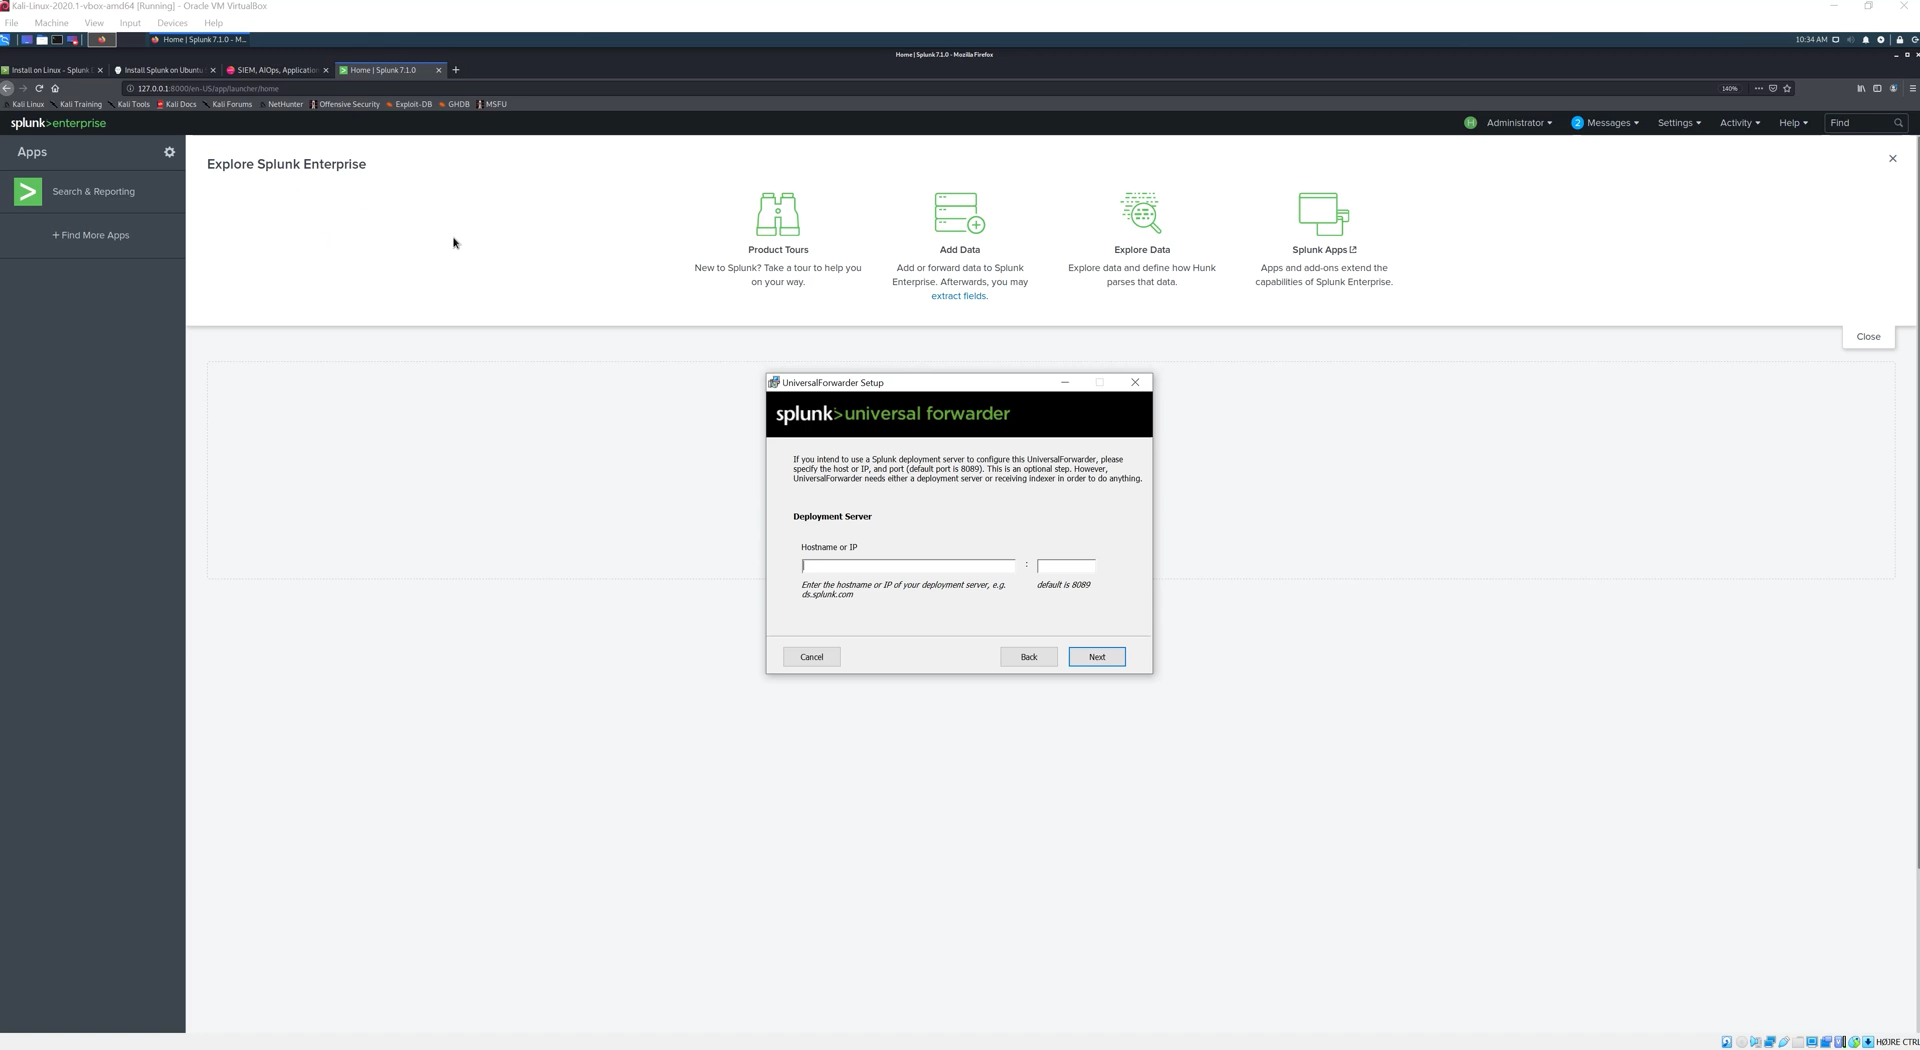 Kali-Linux-2020.1-vbox-amd64 [Running] - Oracle VM VirtualBox
File Machine View Input Devices Help
Home | Splunk 7.1.0 - M...
10:34 AM
Home | Splunk 7.1.0 - Mozilla Firefox
Install on Linux - Splunk
Install Splunk on Ubuntu
SIEM, AIOps, Application
Home | Splunk 7.1.0
127.0.0.1:8000/en-US/app/launcher/home
140%
Kali Linux Kali Training Kali Tools Kali Docs Kali Forums NetHunter Offensive Security Exploit-DB GHDB MSFU
splunk>enterprise
Administrator
2 Messages
Settings
Activity
Help
Find
Apps
Search & Reporting
+ Find More Apps
Explore Splunk Enterprise
Product Tours
New to Splunk? Take a tour to help you
on your way.
Add Data
Add or forward data to Splunk
Enterprise. Afterwards, you may
extract fields.
Explore Data
Explore data and define how Hunk
parses that data.
Splunk Apps
Apps and add-ons extend the
capabilities of Splunk Enterprise.
Close
UniversalForwarder Setup
splunk>universal forwarder
If you intend to use a Splunk deployment server to configure this UniversalForwarder, please
specify the host or IP, and port (default port is 8089). This is an optional step. However,
UniversalForwarder needs either a deployment server or receiving indexer in order to do anything.
Deployment Server
Hostname or IP
:
Enter the hostname or IP of your deployment server, e.g.
ds.splunk.com
default is 8089
Cancel
Back
Next
HØJRE CTRL